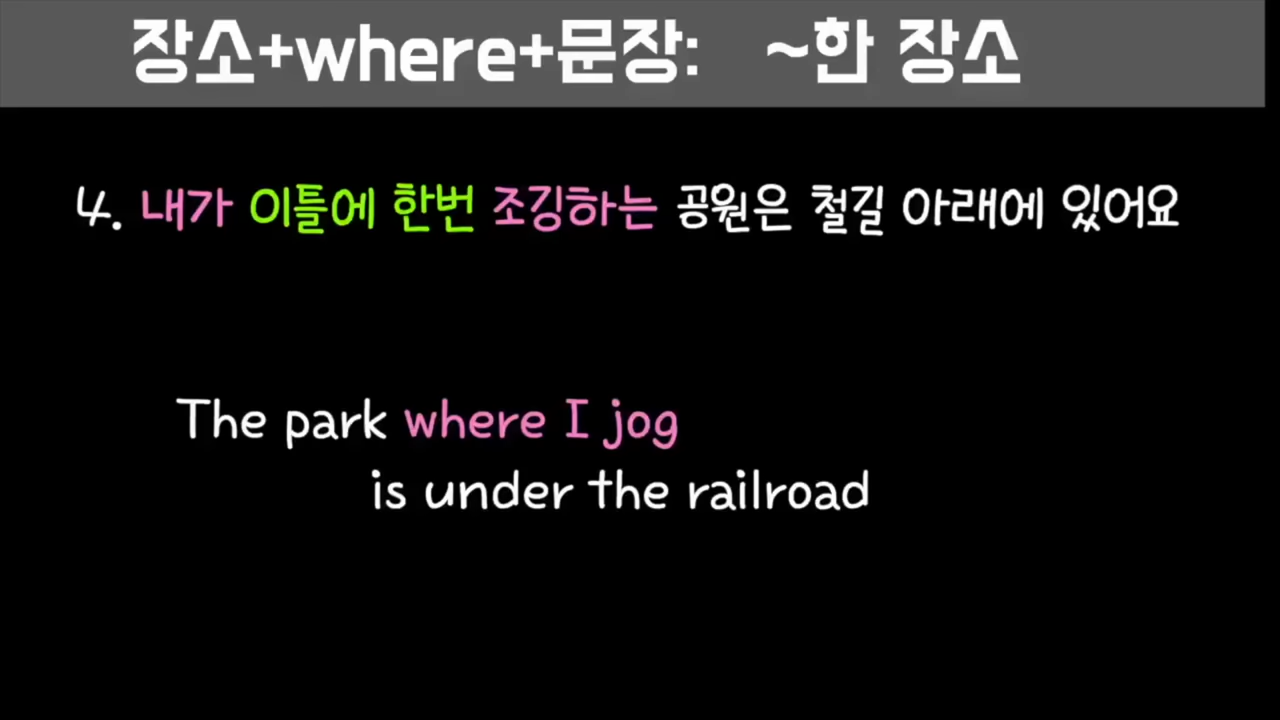 장소+where+문장: ~한 장소
4. 내가 이틀에 한번 조깅하는 공원은 철길 아래에 있어요
The park where I jog
is under the railroad